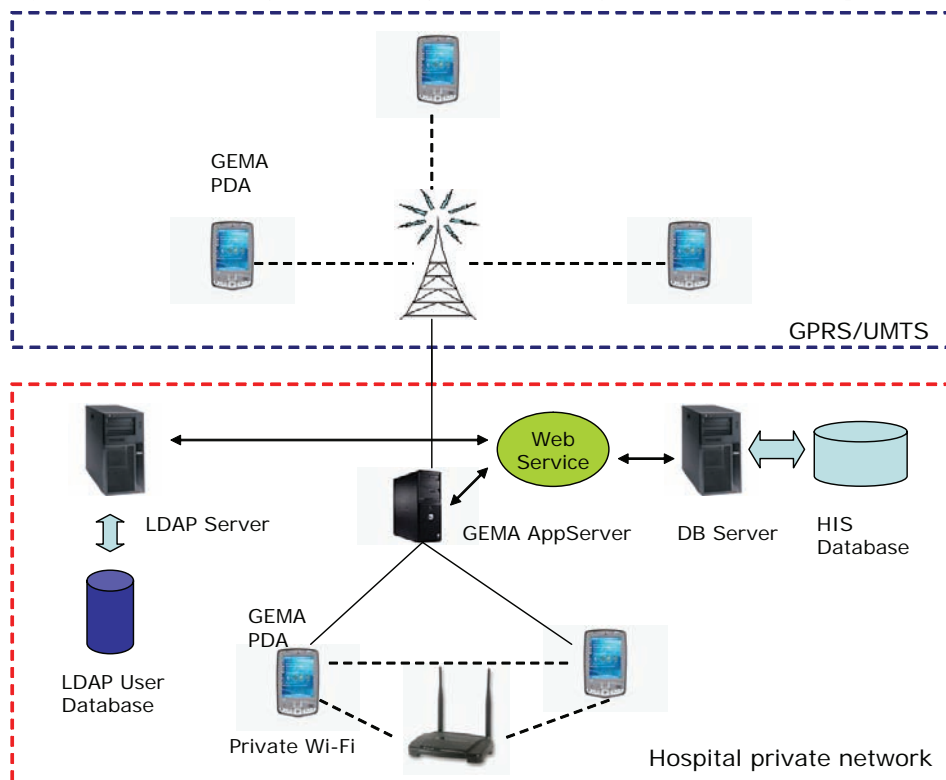 GEMA
PDA
GPRS/UMTS
Web
Service
LDAP Server
GEMA AppServer
DB Server
HIS
Database
GEMA
PDA
LDAP User
Database
Private Wi-Fi
Hospital private network